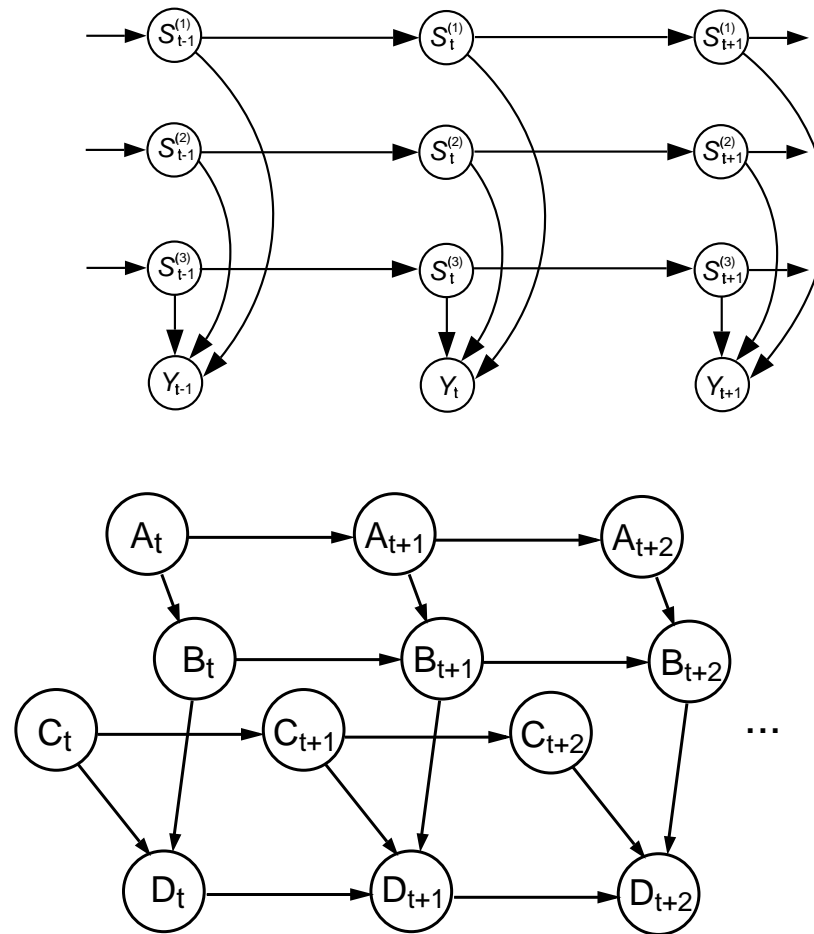 S(1)t-1 S(1)t S(1)t+1
S(2)t-1 S(2)t S(2)t+1
S(3)t-1 S(3)t S(3)t+1
Yt-1 Yt Yt+1
At At+1 At+2
Bt Bt+1 Bt+2
Ct Ct+1 Ct+2 ...
Dt Dt+1 Dt+2